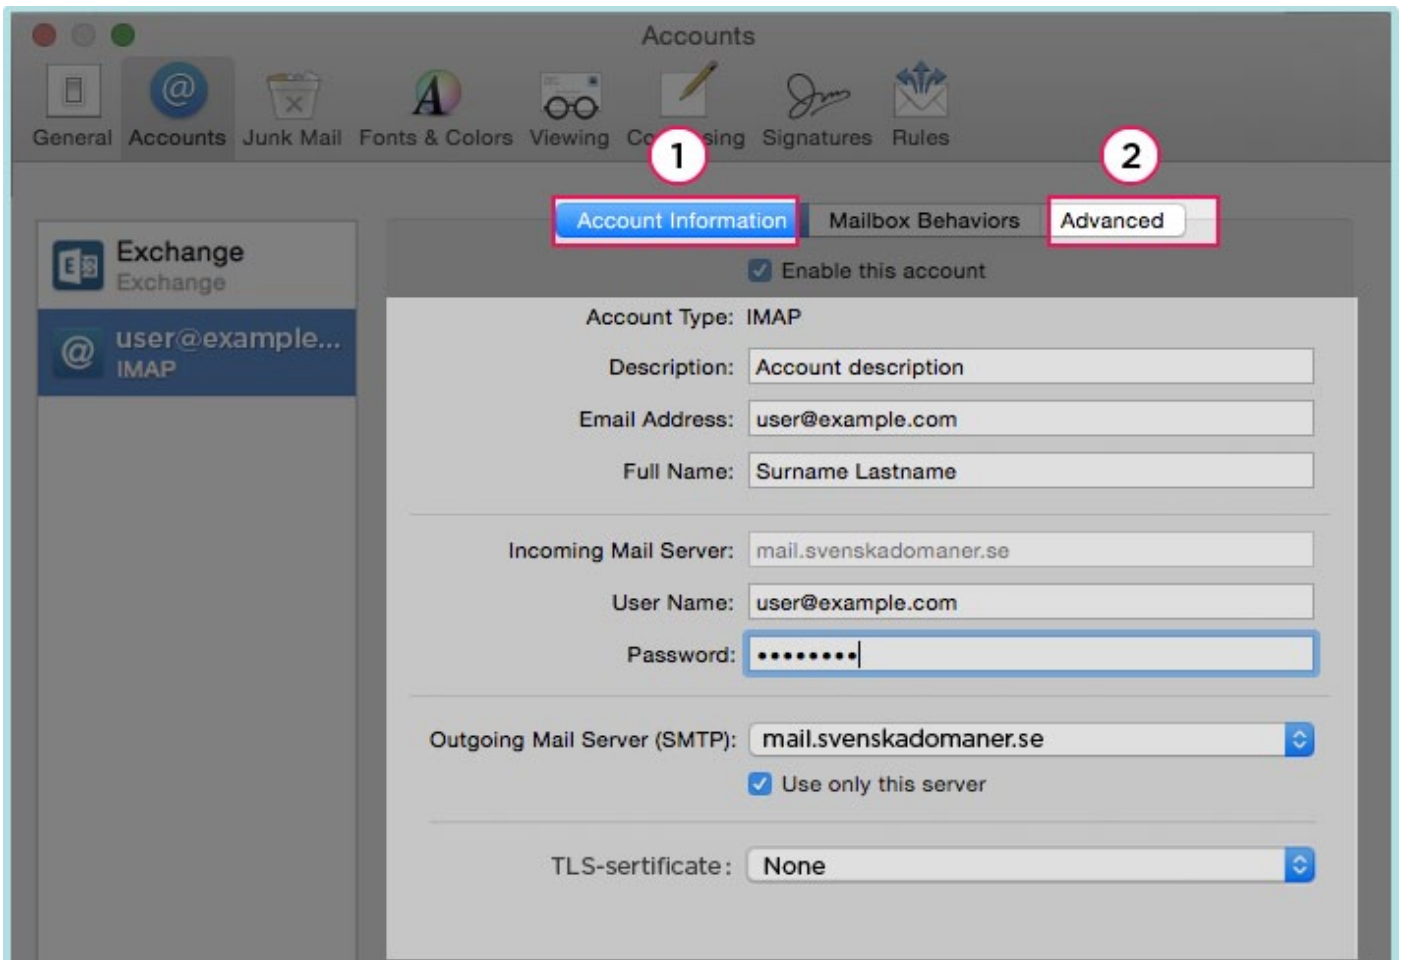 Accounts
General Accounts Junk Mail Fonts & Colors Viewing Co sing Signatures Rules
1 2
Account Information Mailbox Behaviors Advanced
Enable this account
Exchange
Exchange
user@example...
IMAP
Account Type: IMAP
Description: Account description
Email Address: user@example.com
Full Name: Surname Lastname
Incoming Mail Server: mail.svenskadomaner.se
User Name: user@example.com
Password: ••••••••
Outgoing Mail Server (SMTP): mail.svenskadomaner.se
Use only this server
TLS-sertificate: None